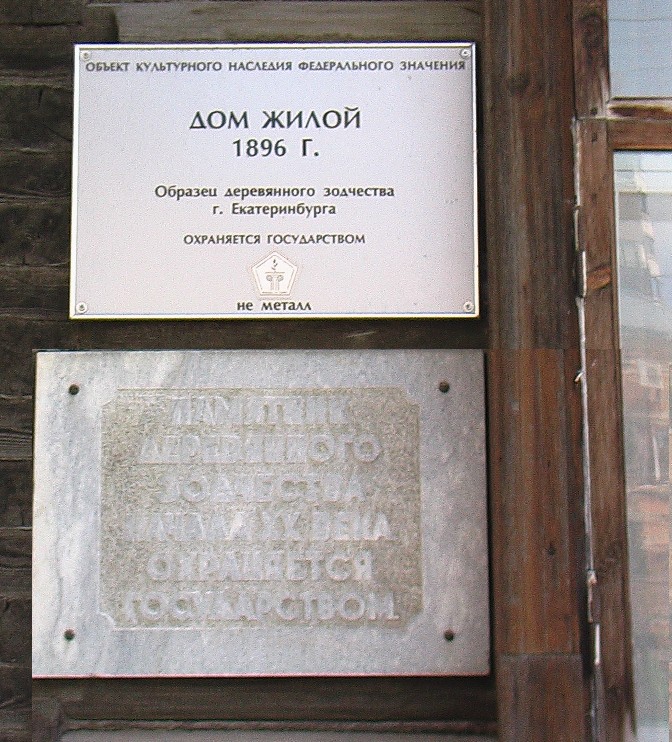 ОБЪЕКТ КУЛЬТУРНОГО НАСЛЕДИЯ ФЕДЕРАЛЬНОГО ЗНАЧЕНИЯ
ДОМ ЖИЛОЙ
1896 Г.
Образец деревянного зодчества
г. Екатеринбурга
ОХРАНЯЕТСЯ ГОСУДАРСТВОМ
не металл
ПАМЯТНИК
ДЕРЕВЯННОГО
ЗОДЧЕСТВА
НАЧАЛА XX ВЕКА
ОХРАНЯЕТСЯ
ГОСУДАРСТВОМ